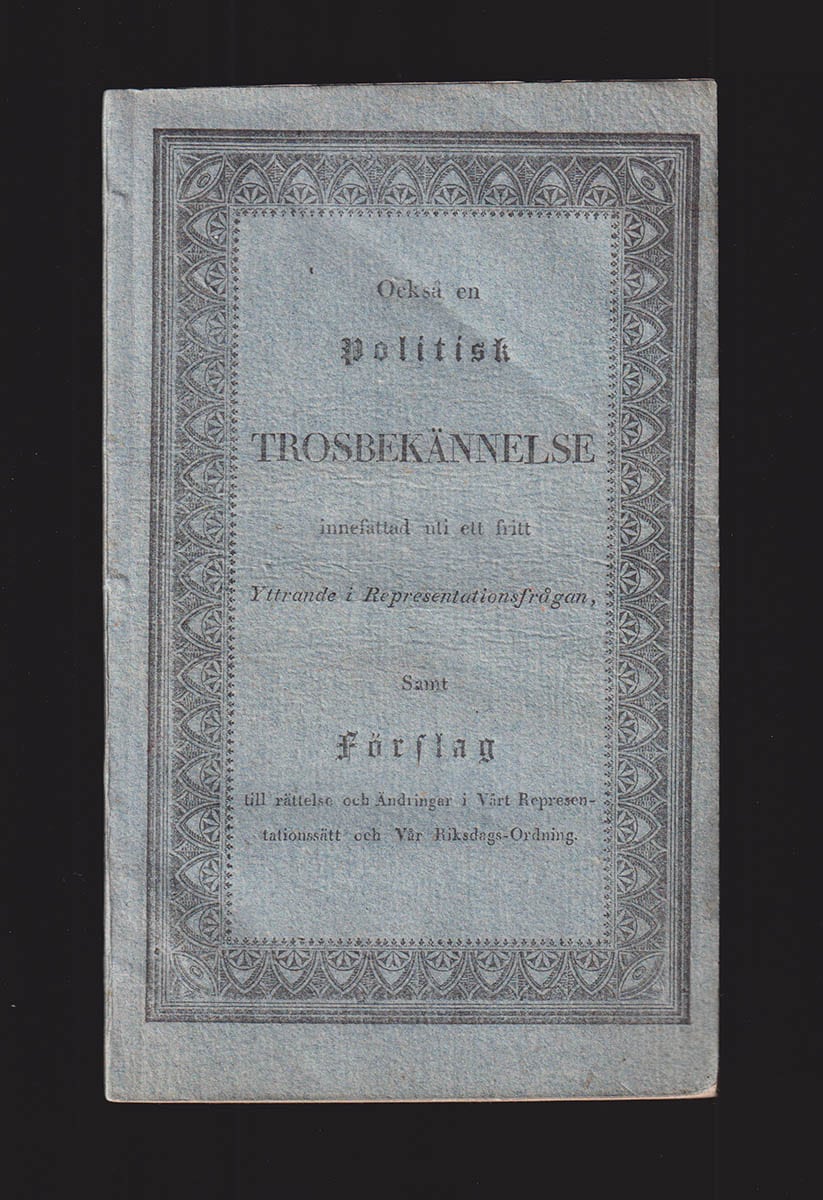 Också en
Politisk
TROSBEKÄNNELSE
innefattad uti ett fritt
Yttrande i Representationsfrågan,
Samt
Förslag
till rättelse och Ändringar i Vårt Represen-
tationssätt och Vår Riksdags-Ordning.